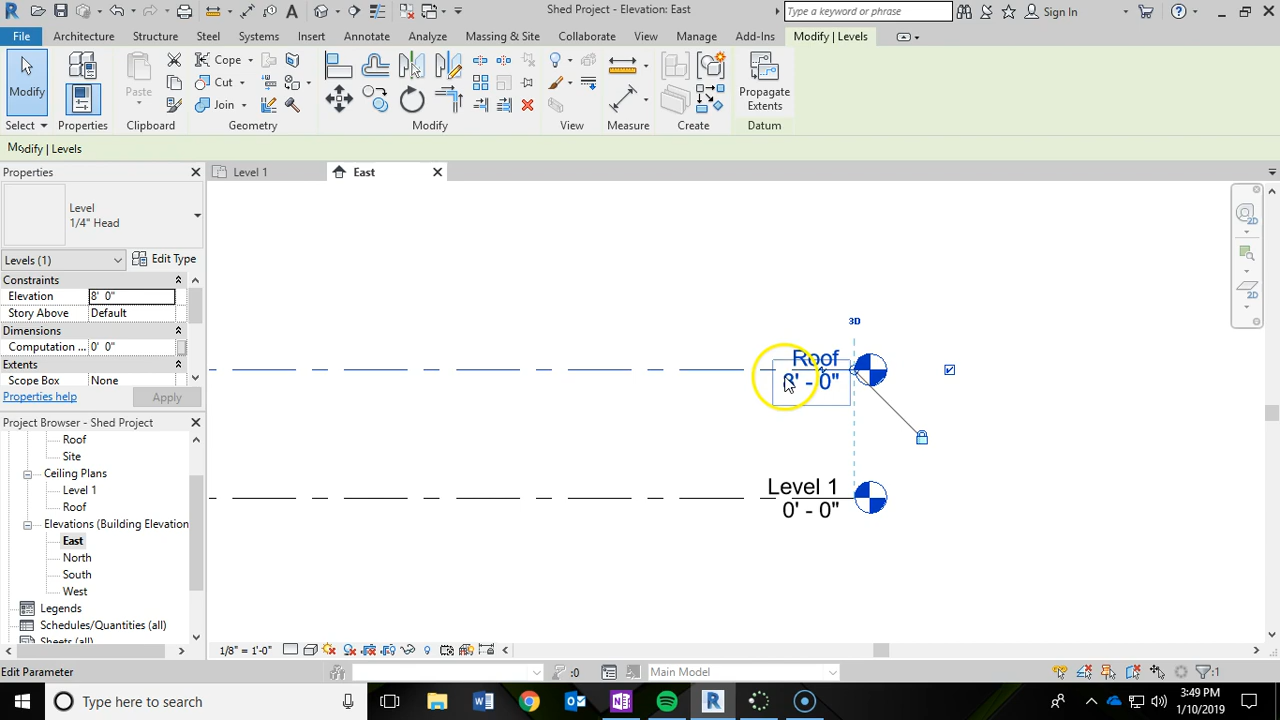 Shed Project - Elevation: East
Type a keyword or phrase
Sign In
File
Architecture
Structure
Steel
Systems
Insert
Annotate
Analyze
Massing & Site
Collaborate
View
Manage
Add-Ins
Modify | Levels
Modify
Properties
Paste
Cope
Cut
Join
Propagate
Extents
Select
Properties
Clipboard
Geometry
Modify
View
Measure
Create
Datum
Modify | Levels
Properties
Level 1
East
Level
1/4" Head
Levels (1)
Edit Type
Constraints
Elevation
8' 0"
Story Above
Default
Dimensions
Computation ...
0' 0"
Extents
Scope Box
None
Properties help
Apply
Project Browser - Shed Project
Roof
Site
Ceiling Plans
Level 1
Roof
Elevations (Building Elevation
East
North
South
West
Legends
Schedules/Quantities (all)
Sheets (all)
2D
2D
3D
Roof
8' - 0"
Level 1
0' - 0"
1/8" = 1'-0"
Edit Parameter
:0
Main Model
:1
Type here to search
3:49 PM
1/10/2019